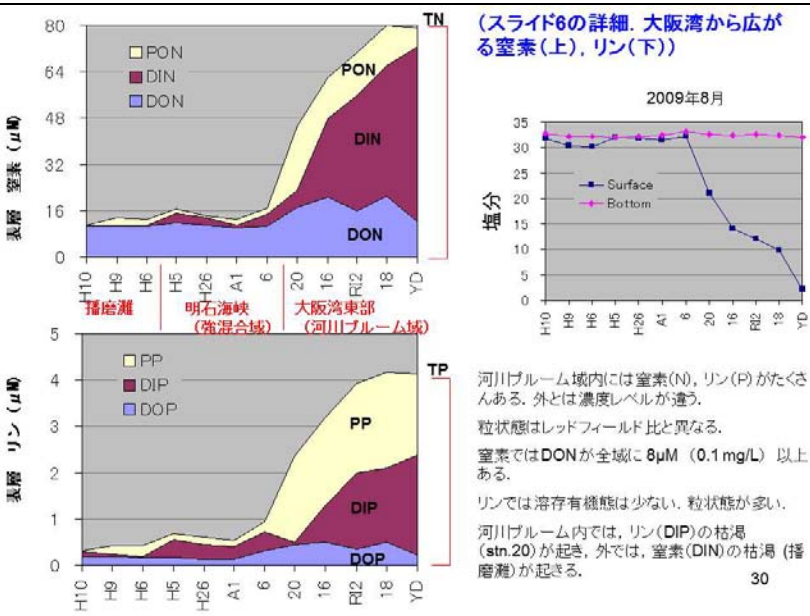 (スライド6の詳細. 大阪湾から広が
る窒素(上), リン(下))
TN
80
64
48
32
16
0
表層 窒素 (μM)
PON
DIN
DON
PON
DIN
DON
H10 H9 H6 H5 H26 A1 6 20 16 RI2 18 YD
播磨灘 明石海峡 大阪湾東部
(強混合域) (河川プルーム域)
TP
5
4
3
2
1
0
表層 リン (μM)
PP
DIP
DOP
PP
DIP
DOP
H10 H9 H6 H5 H26 A1 6 20 16 RI2 18 YD
2009年8月
35
30
25
20
15
10
5
0
塩分
Surface
Bottom
H10 H9 H6 H5 H26 A1 6 20 16 RI2 18 YD
河川プルーム域内には窒素(N), リン(P)がたくさ
んある. 外とは濃度レベルが違う.
粒状態はレッドフィールド比と異なる.
窒素ではDONが全域に8μM (0.1mg/L) 以上
ある.
リンでは溶存有機態は少ない. 粒状態が多い.
河川プルーム内では, リン(DIP)の枯渇
(stn.20)が起き, 外では, 窒素(DIN)の枯渇 (播
磨灘)が起きる.
30